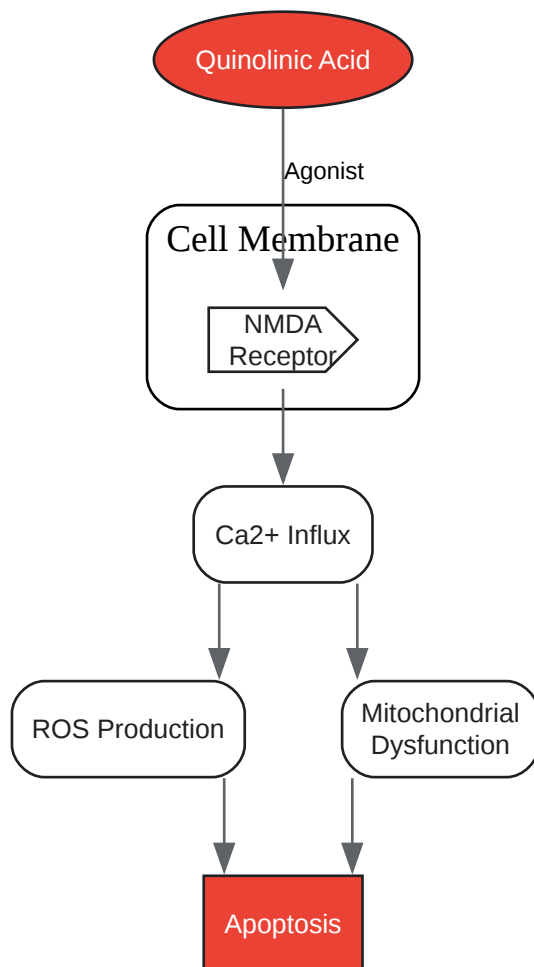 Quinolinic Acid
Agonist
Cell Membrane
NMDA
Receptor
Ca2+ Influx
ROS Production
Mitochondrial
Dysfunction
Apoptosis